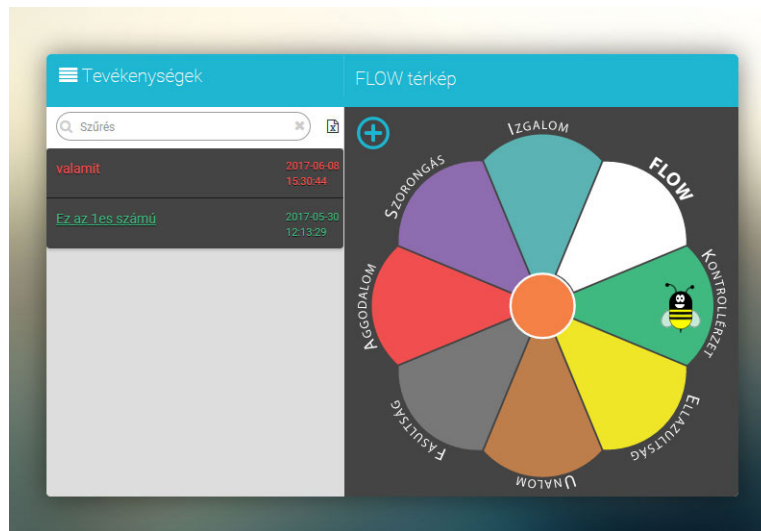 Tevékenységek
FLOW térkép
Szűrés
valamit
2017-06-08
15:30:44
Ez az 1es számú
2017-05-30
12:13:29
IZGALOM
FLOW
KONTROLLÉRZET
ELLAZULTSÁG
UNALOM
FÁSULTSÁG
AGGODALOM
SZORONGÁS